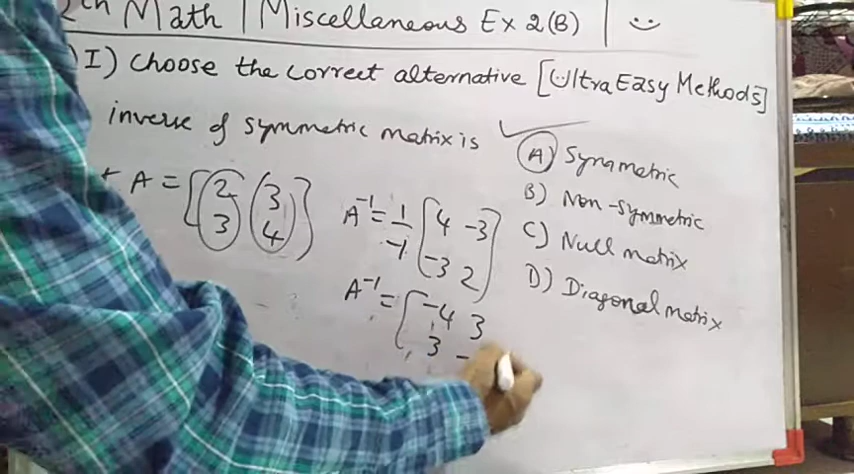 2th Math | Miscellaneous Ex 2(B) |
I) Choose the correct alternative [Ultra Easy Methods]
inverse of symmetric matrix is
A) Symmetric
B) Non-symmetric
C) Null matrix
D) Diagonal matrix
A = [2 3
3 4]
A⁻¹ = 1/-1 [4 -3
-3 2]
A⁻¹ = [-4 3
3 -